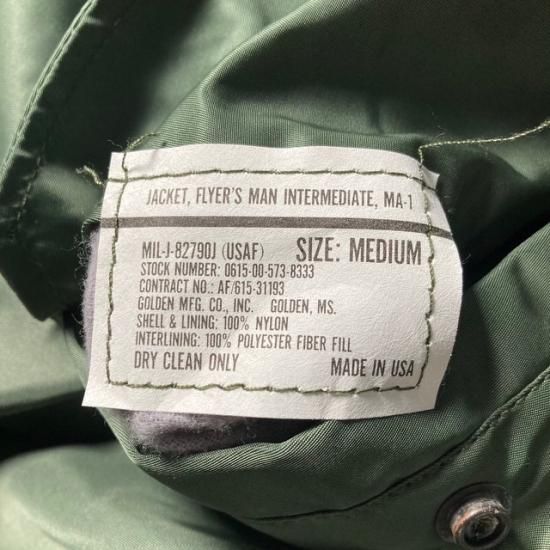 JACKET, FLYER'S MAN INTERMEDIATE, MA-1
MIL-J-82790J (USAF) SIZE: MEDIUM
STOCK NUMBER: 0615-00-573-8333
CONTRACT NO.: AF/615-31193
GOLDEN MFG. CO., INC. GOLDEN, MS.
SHELL & LINING: 100% NYLON
INTERLINING: 100% POLYESTER FIBER FILL
DRY CLEAN ONLY MADE IN USA